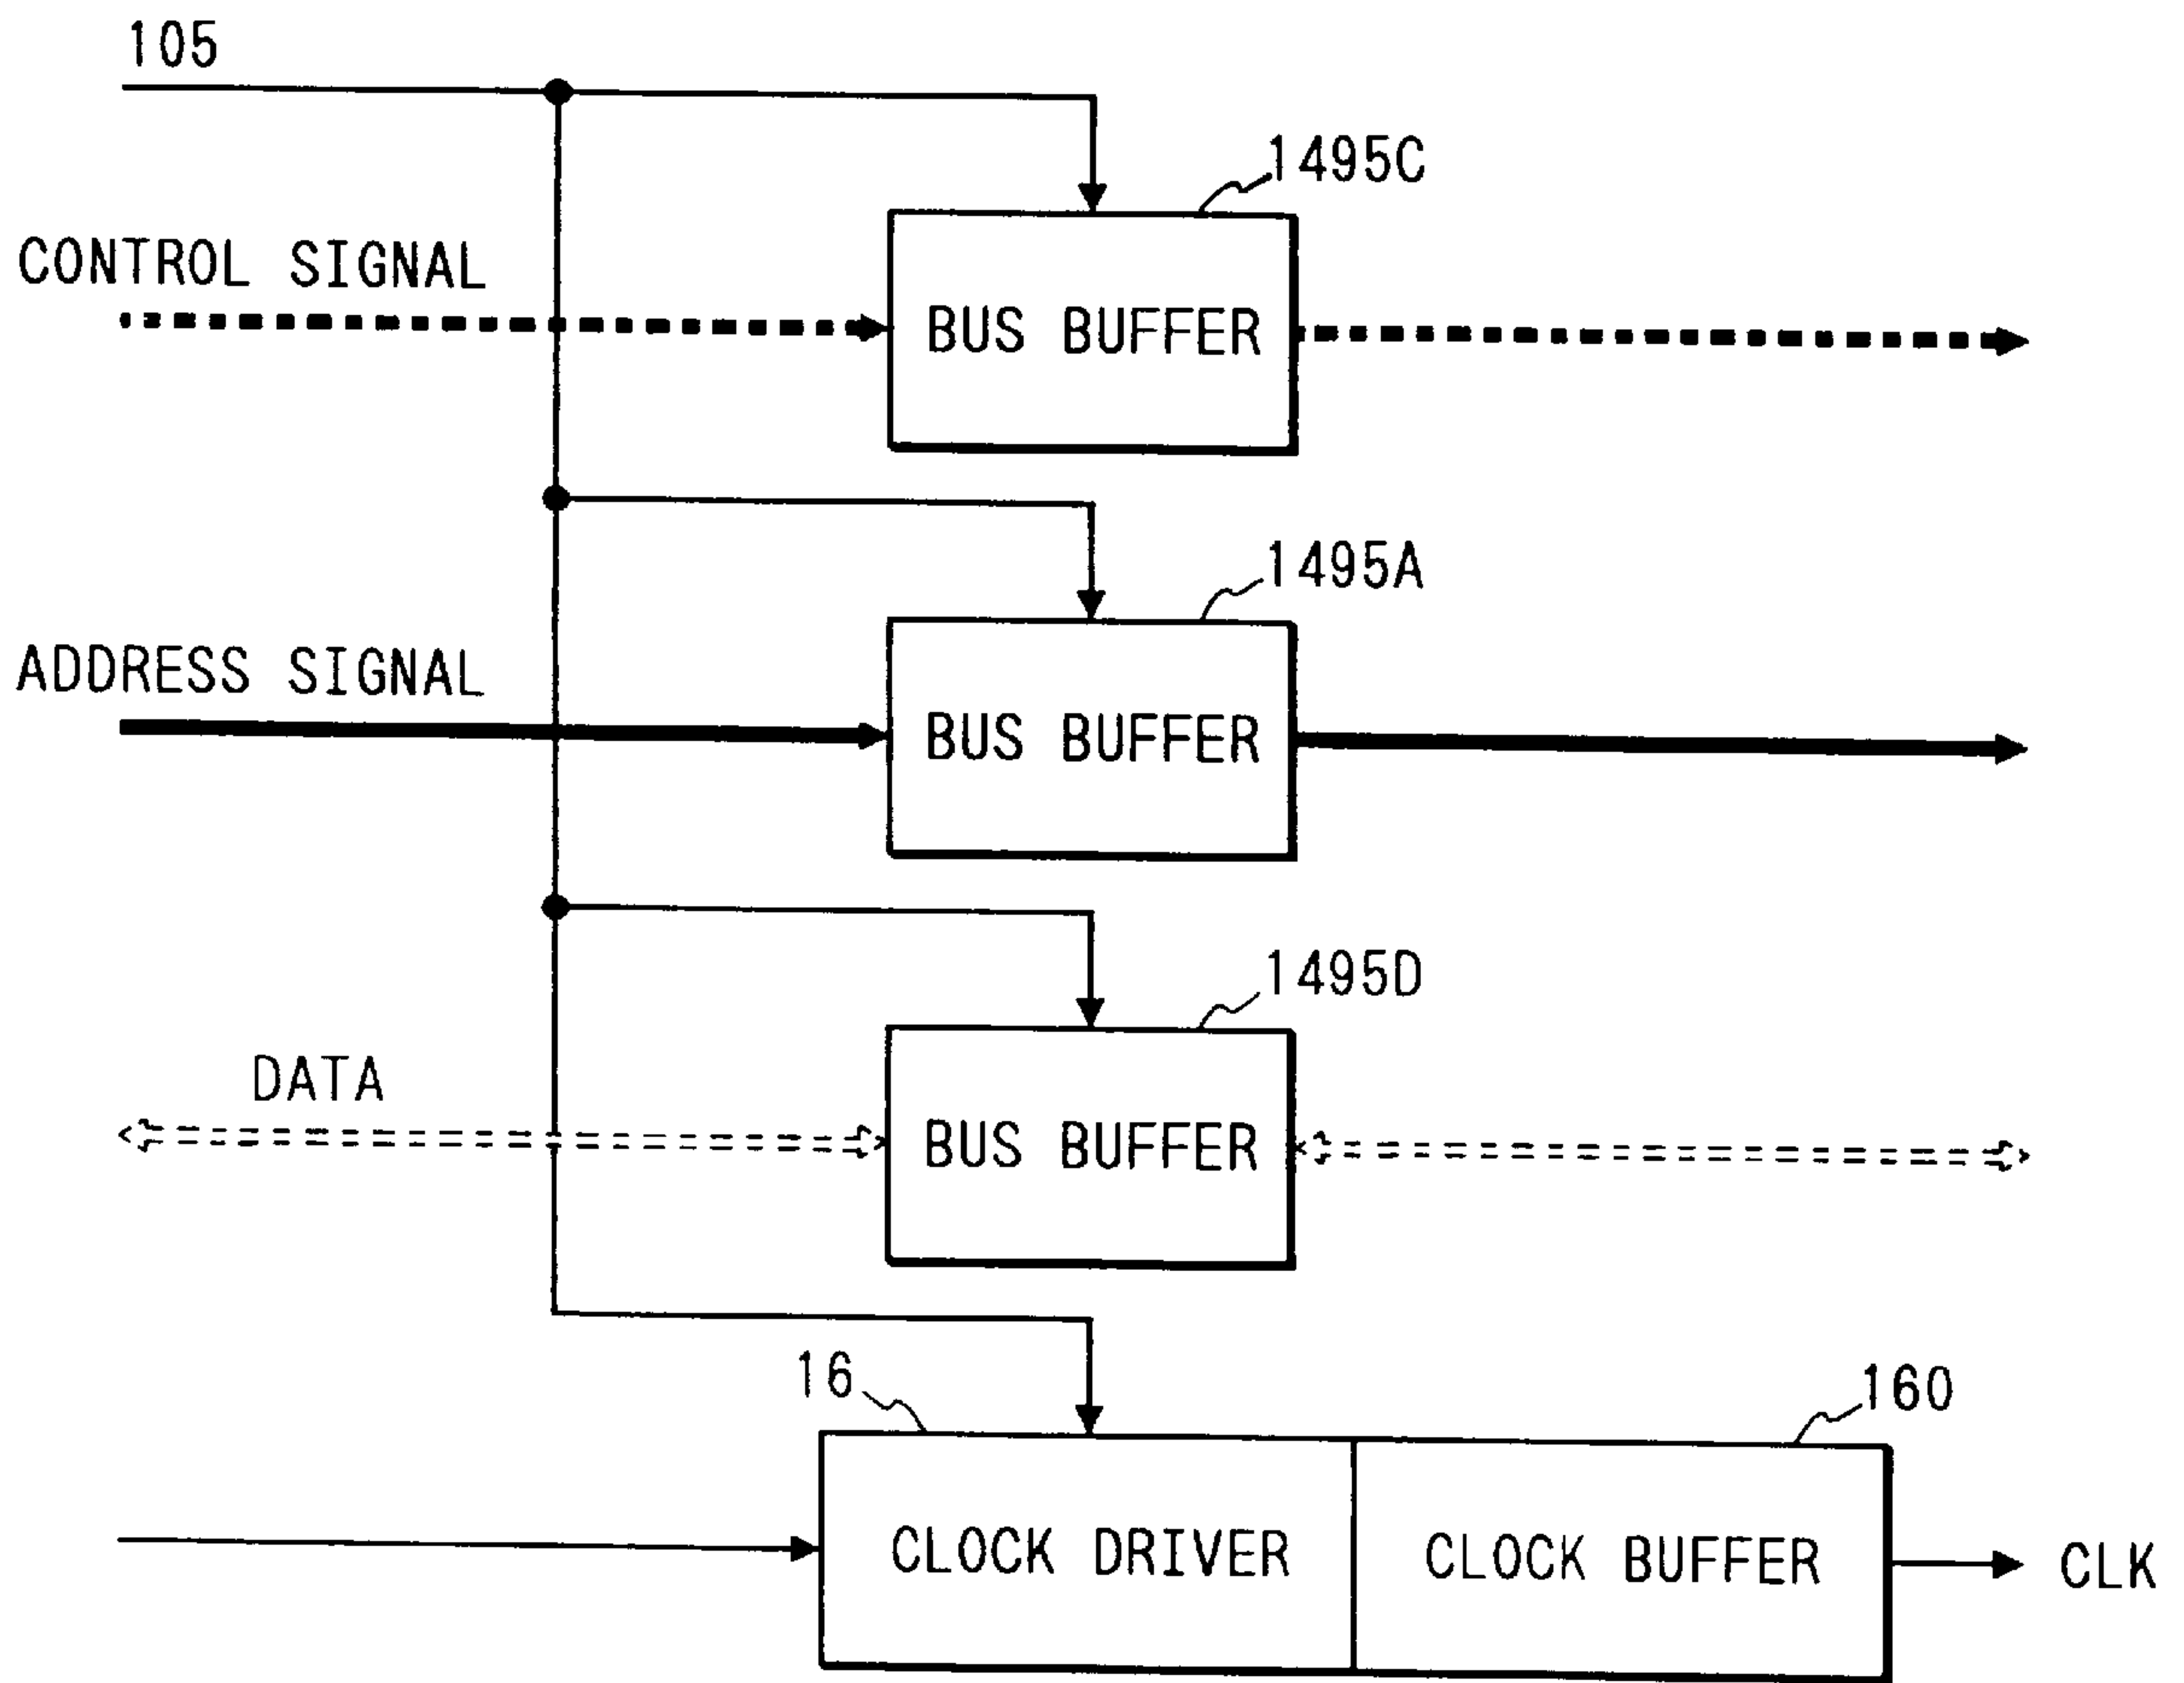 105
1495C
CONTROL SIGNAL
BUS BUFFER
1495A
ADDRESS SIGNAL
BUS BUFFER
1495D
DATA
BUS BUFFER
16
160
CLOCK DRIVER
CLOCK BUFFER
CLK